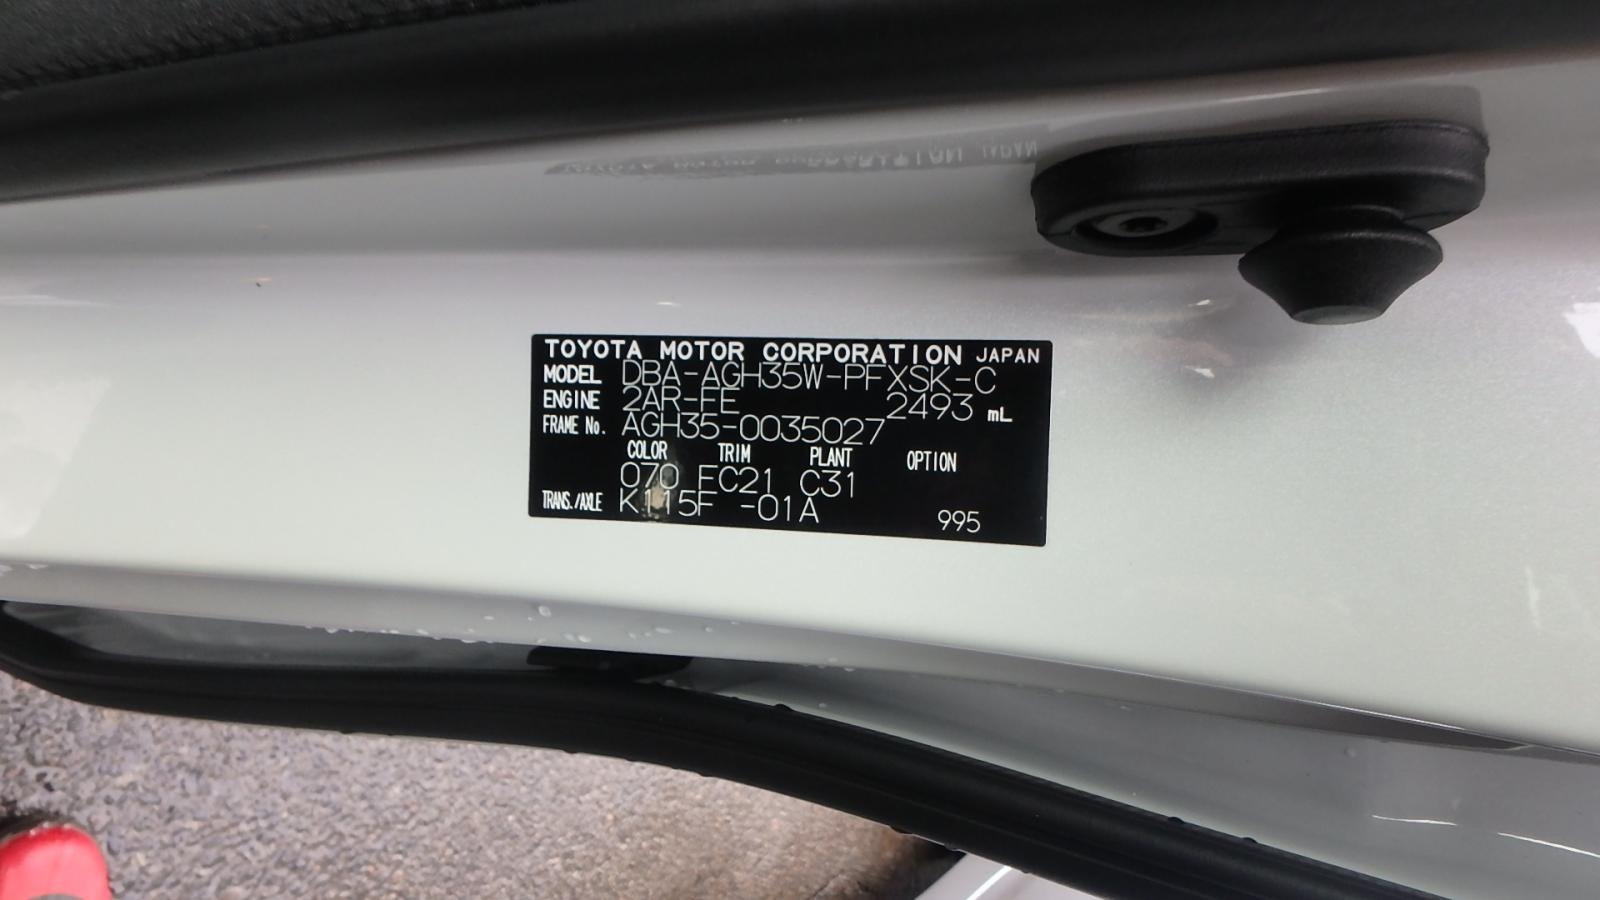 TOYOTA MOTOR CORPORATION JAPAN
MODEL DBA-AGH35W-PFXSK-C
ENGINE 2AR-FE 2493 mL
FRAME No. AGH35-0035027
COLOR TRIM PLANT OPTION
070 FC21 C31
TRANS./AXLE K115F -01A 995